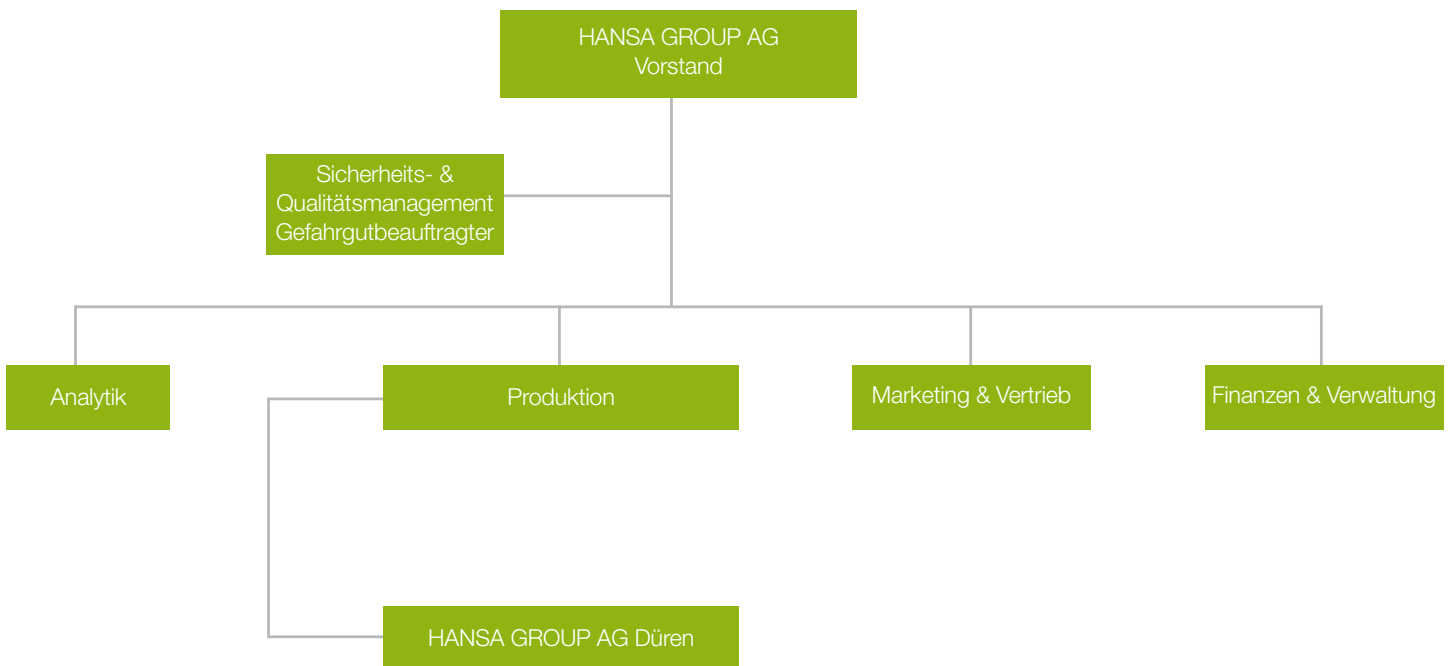 HANSA GROUP AG
Vorstand
Sicherheits- &
Qualitätsmanagement
Gefahrgutbeauftragter
Analytik
Produktion
Marketing & Vertrieb
Finanzen & Verwaltung
HANSA GROUP AG Düren